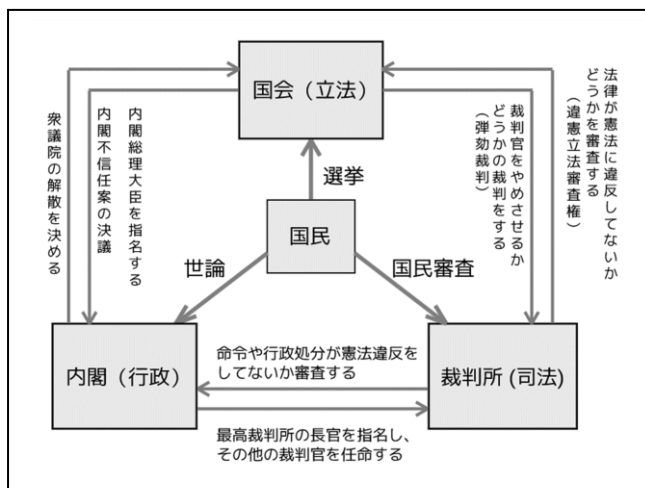 国会（立法）
衆議院の解散を決める
内閣不信任案の決議
内閣総理大臣を指名する
裁判官をやめさせるか
どうかの裁判をする
（弾劾裁判）
法律が憲法に違反してないか
どうかを審査する
（違憲立法審査権）
選挙
国民
世論
国民審査
内閣（行政）
命令や行政処分が憲法違反を
してないか審査する
裁判所 (司法)
最高裁判所の長官を指名し、
その他の裁判官を任命する